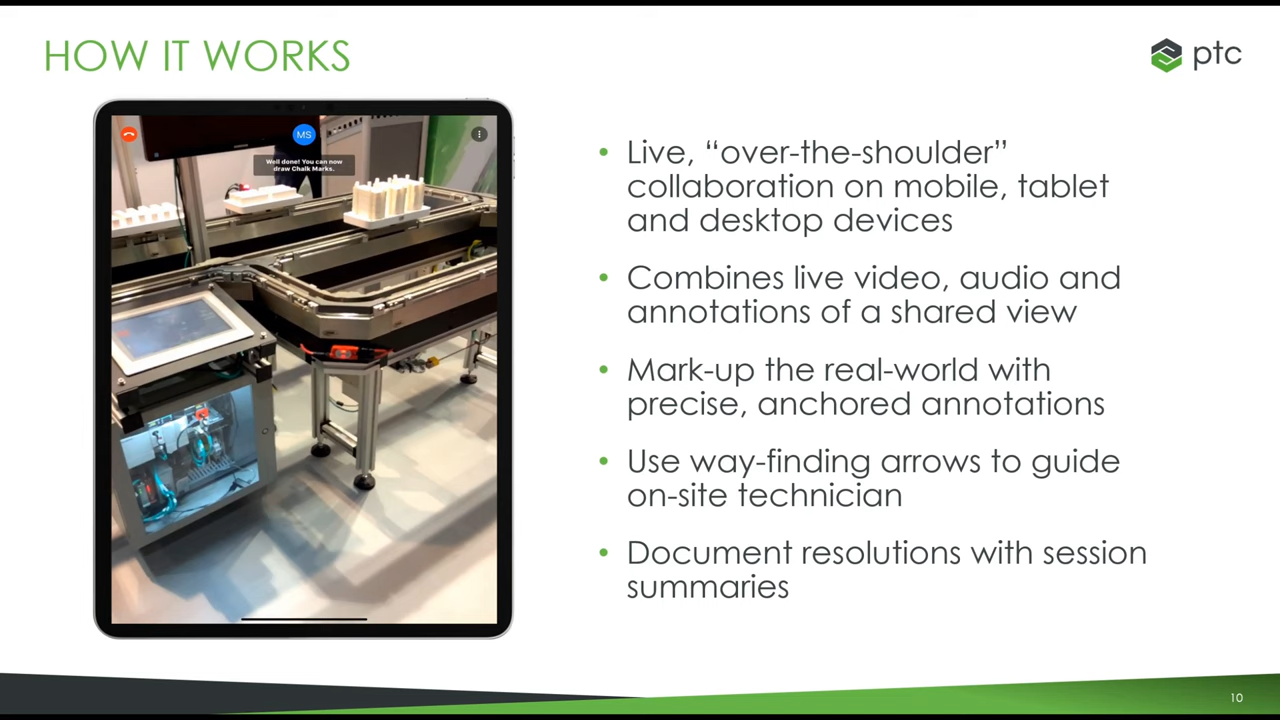 HOW IT WORKS
ptc
MS
Well done! You can now
draw Chalk Marks.
• Live, “over-the-shoulder”
collaboration on mobile, tablet
and desktop devices
• Combines live video, audio and
annotations of a shared view
• Mark-up the real-world with
precise, anchored annotations
• Use way-finding arrows to guide
on-site technician
• Document resolutions with session
summaries
10